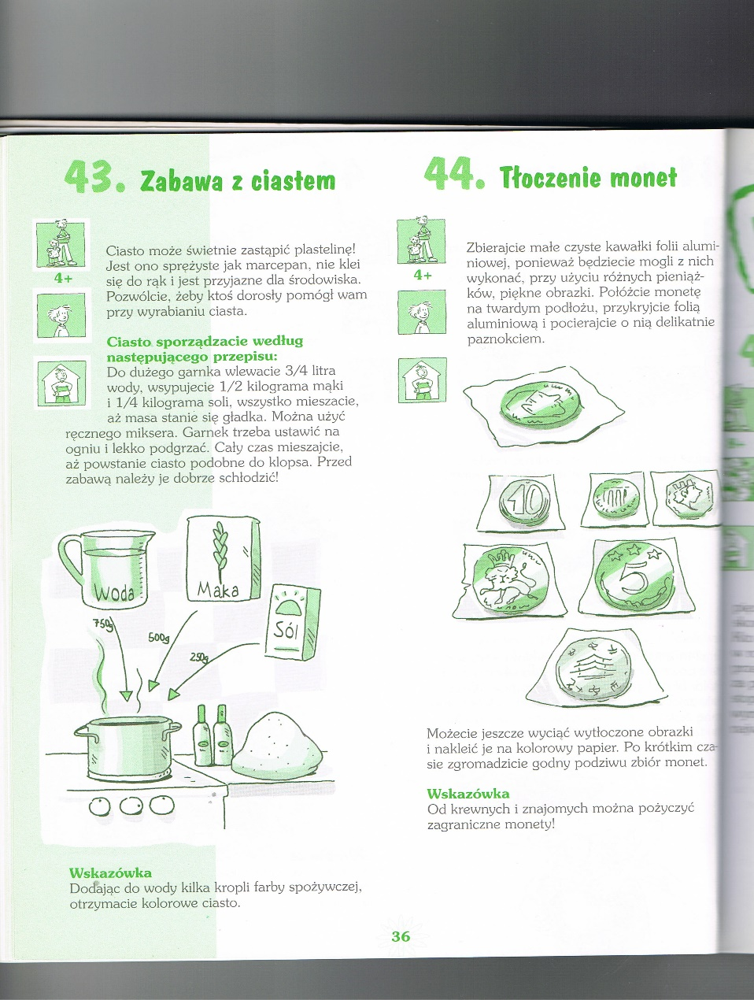 43. Zabawa z ciastem
4+
Ciasto może świetnie zastąpić plastelinę!
Jest ono sprężyste jak marcepan, nie klei
się do rąk i jest przyjazne dla środowiska.
Pozwólcie, żeby ktoś dorosły pomógł wam
przy wyrabianiu ciasta.
Ciasto sporządzacie według
następującego przepisu:
Do dużego garnka wlewacie 3/4 litra
wody, wsypujecie 1/2 kilograma mąki
i 1/4 kilograma soli, wszystko mieszacie,
aż masa stanie się gładka. Można użyć
ręcznego miksera. Garnek trzeba ustawić na
ogniu i lekko podgrzać. Cały czas mieszajcie,
aż powstanie ciasto podobne do klopsa. Przed
zabawą należy je dobrze schłodzić!
Woda
Mąka
Sól
750g
500g
250g
Wskazówka
Dodając do wody kilka kropli farby spożywczej,
otrzymacie kolorowe ciasto.
44. Tłoczenie monet
4+
Zbierajcie małe czyste kawałki folii alumi-
niowej, ponieważ będziecie mogli z nich
wykonać, przy użyciu różnych pieniąż-
ków, piękne obrazki. Połóżcie monetę
na twardym podłożu, przykryjcie folią
aluminiową i pocierajcie o nią delikatnie
paznokciem.
10
5
Możecie jeszcze wyciąć wytłoczone obrazki
i nakleić je na kolorowy papier. Po krótkim cza-
sie zgromadzicie godny podziwu zbiór monet.
Wskazówka
Od krewnych i znajomych można pożyczyć
zagraniczne monety!
36